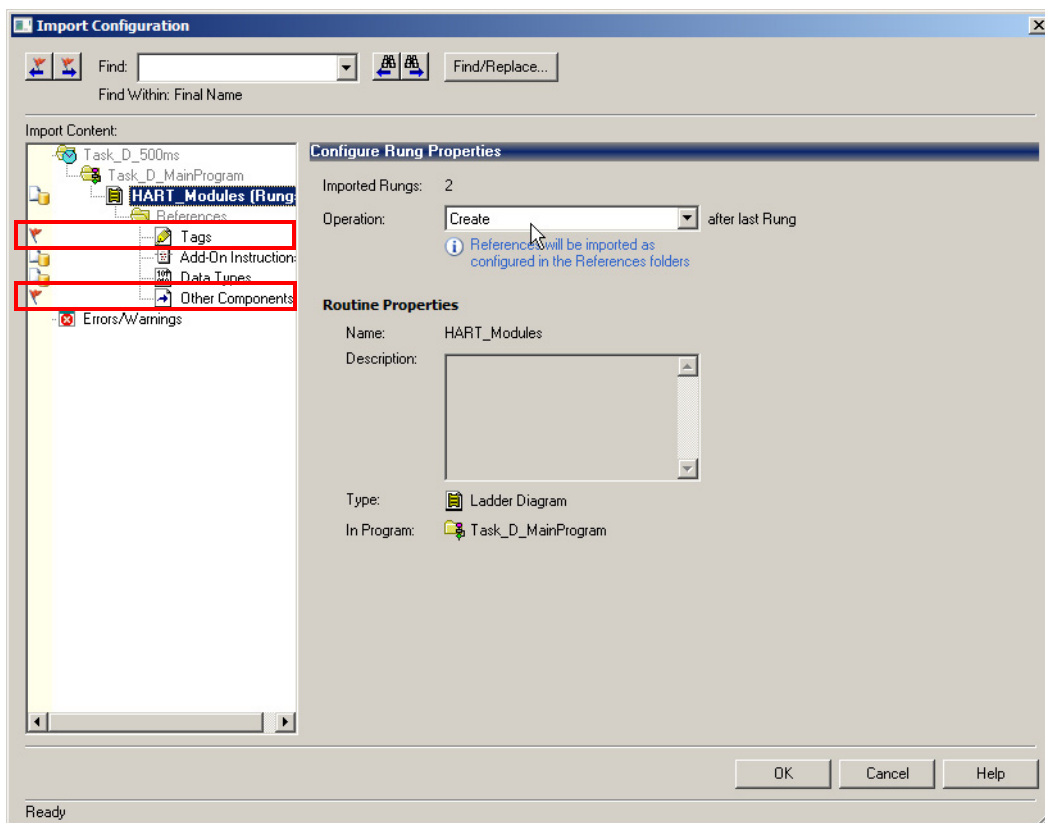 Import Configuration
Find:
Find/Replace...
Find Within: Final Name
Import Content:
Task_D_500ms
Task_D_MainProgram
HART_Modules (Rung
References
Tags
Add-On Instruction
Data Types
Other Components
Errors/Warnings
Configure Rung Properties
Imported Rungs: 2
Operation: Create after last Rung
References will be imported as
configured in the References folders
Routine Properties
Name: HART_Modules
Description:
Type: Ladder Diagram
In Program: Task_D_MainProgram
OK Cancel Help
Ready